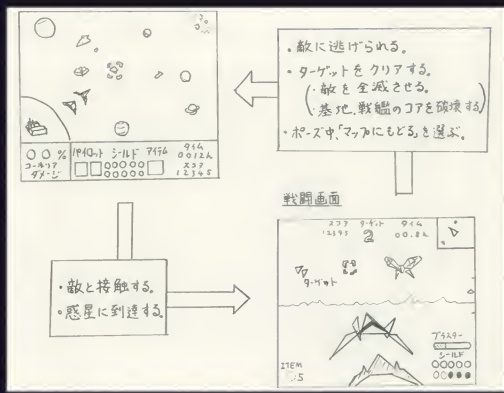 00%
コーネリア
ダメージ
パイロット シールド アイテム
タイム
0012
スコア
12345
・敵に逃げられる。
・ターゲットをクリアする。
・敵を全滅させる。
・基地、戦艦のコアを破壊する
・ポーズ中、「マップにもどる」を選ぶ。
・敵と接触する。
・惑星に到達する。
戦闘画面
スコア ターゲット タイム
12345 2 00.8
ターゲット
ブラスター
シールド
ITEM
5